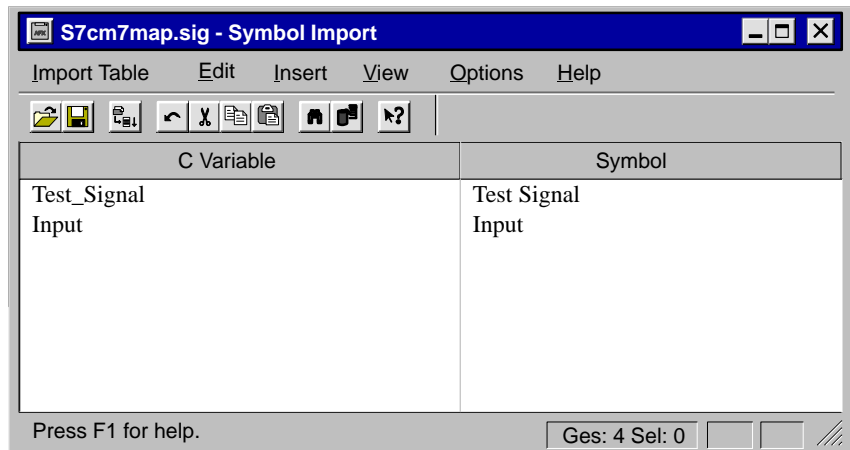 S7cm7map.sig - Symbol Import
Import Table Edit Insert View Options Help
C Variable Symbol
Test_Signal Test Signal
Input Input
Press F1 for help. Ges: 4 Sel: 0